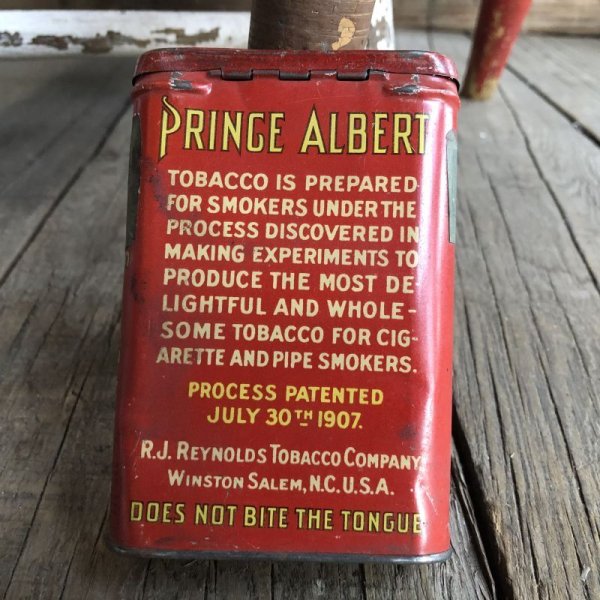 PRINCE ALBERT
TOBACCO IS PREPARED
FOR SMOKERS UNDER THE
PROCESS DISCOVERED IN
MAKING EXPERIMENTS TO
PRODUCE THE MOST DE-
LIGHTFUL AND WHOLE-
SOME TOBACCO FOR CIG-
ARETTE AND PIPE SMOKERS.
PROCESS PATENTED
JULY 30TH 1907.
R.J. REYNOLDS TOBACCO COMPANY
WINSTON SALEM, N.C. U.S.A.
DOES NOT BITE THE TONGUE